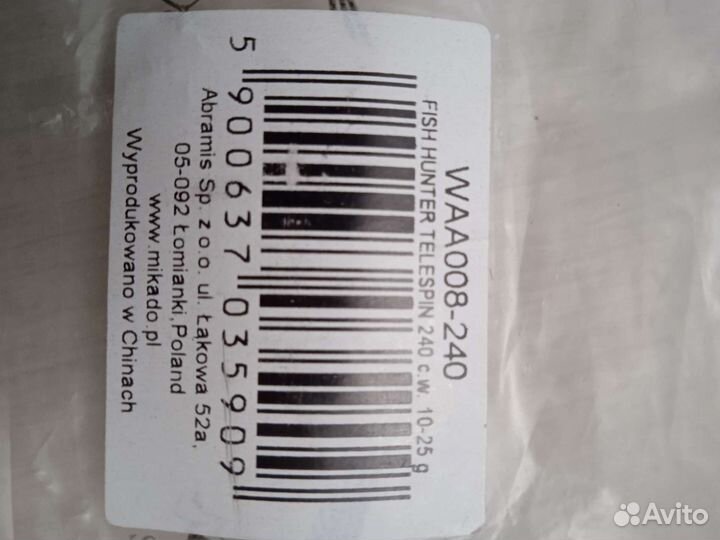 WAA008-240
FISH HUNTER TELESPIN 240 c.w. 10-25 g
5 900637 035909
Abramis Sp. z o.o. ul. Łąkowa 52a,
05-092 Łomianki,Poland
www.mikado.pl
Wyprodukowano w Chinach
Avito